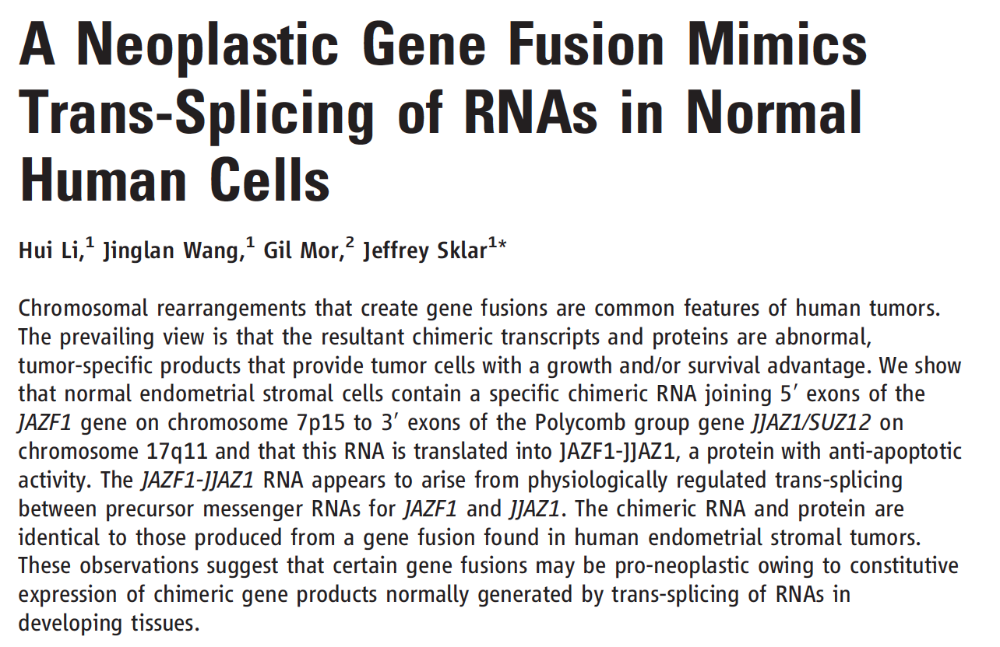 A Neoplastic Gene Fusion Mimics
Trans-Splicing of RNAs in Normal
Human Cells
Hui Li,1 Jinglan Wang,1 Gil Mor,2 Jeffrey Sklar1*
Chromosomal rearrangements that create gene fusions are common features of human tumors.
The prevailing view is that the resultant chimeric transcripts and proteins are abnormal,
tumor-specific products that provide tumor cells with a growth and/or survival advantage. We show
that normal endometrial stromal cells contain a specific chimeric RNA joining 5′ exons of the
JAZF1 gene on chromosome 7p15 to 3′ exons of the Polycomb group gene JJAZ1/SUZ12 on
chromosome 17q11 and that this RNA is translated into JAZF1-JJAZ1, a protein with anti-apoptotic
activity. The JAZF1-JJAZ1 RNA appears to arise from physiologically regulated trans-splicing
between precursor messenger RNAs for JAZF1 and JJAZ1. The chimeric RNA and protein are
identical to those produced from a gene fusion found in human endometrial stromal tumors.
These observations suggest that certain gene fusions may be pro-neoplastic owing to constitutive
expression of chimeric gene products normally generated by trans-splicing of RNAs in
developing tissues.